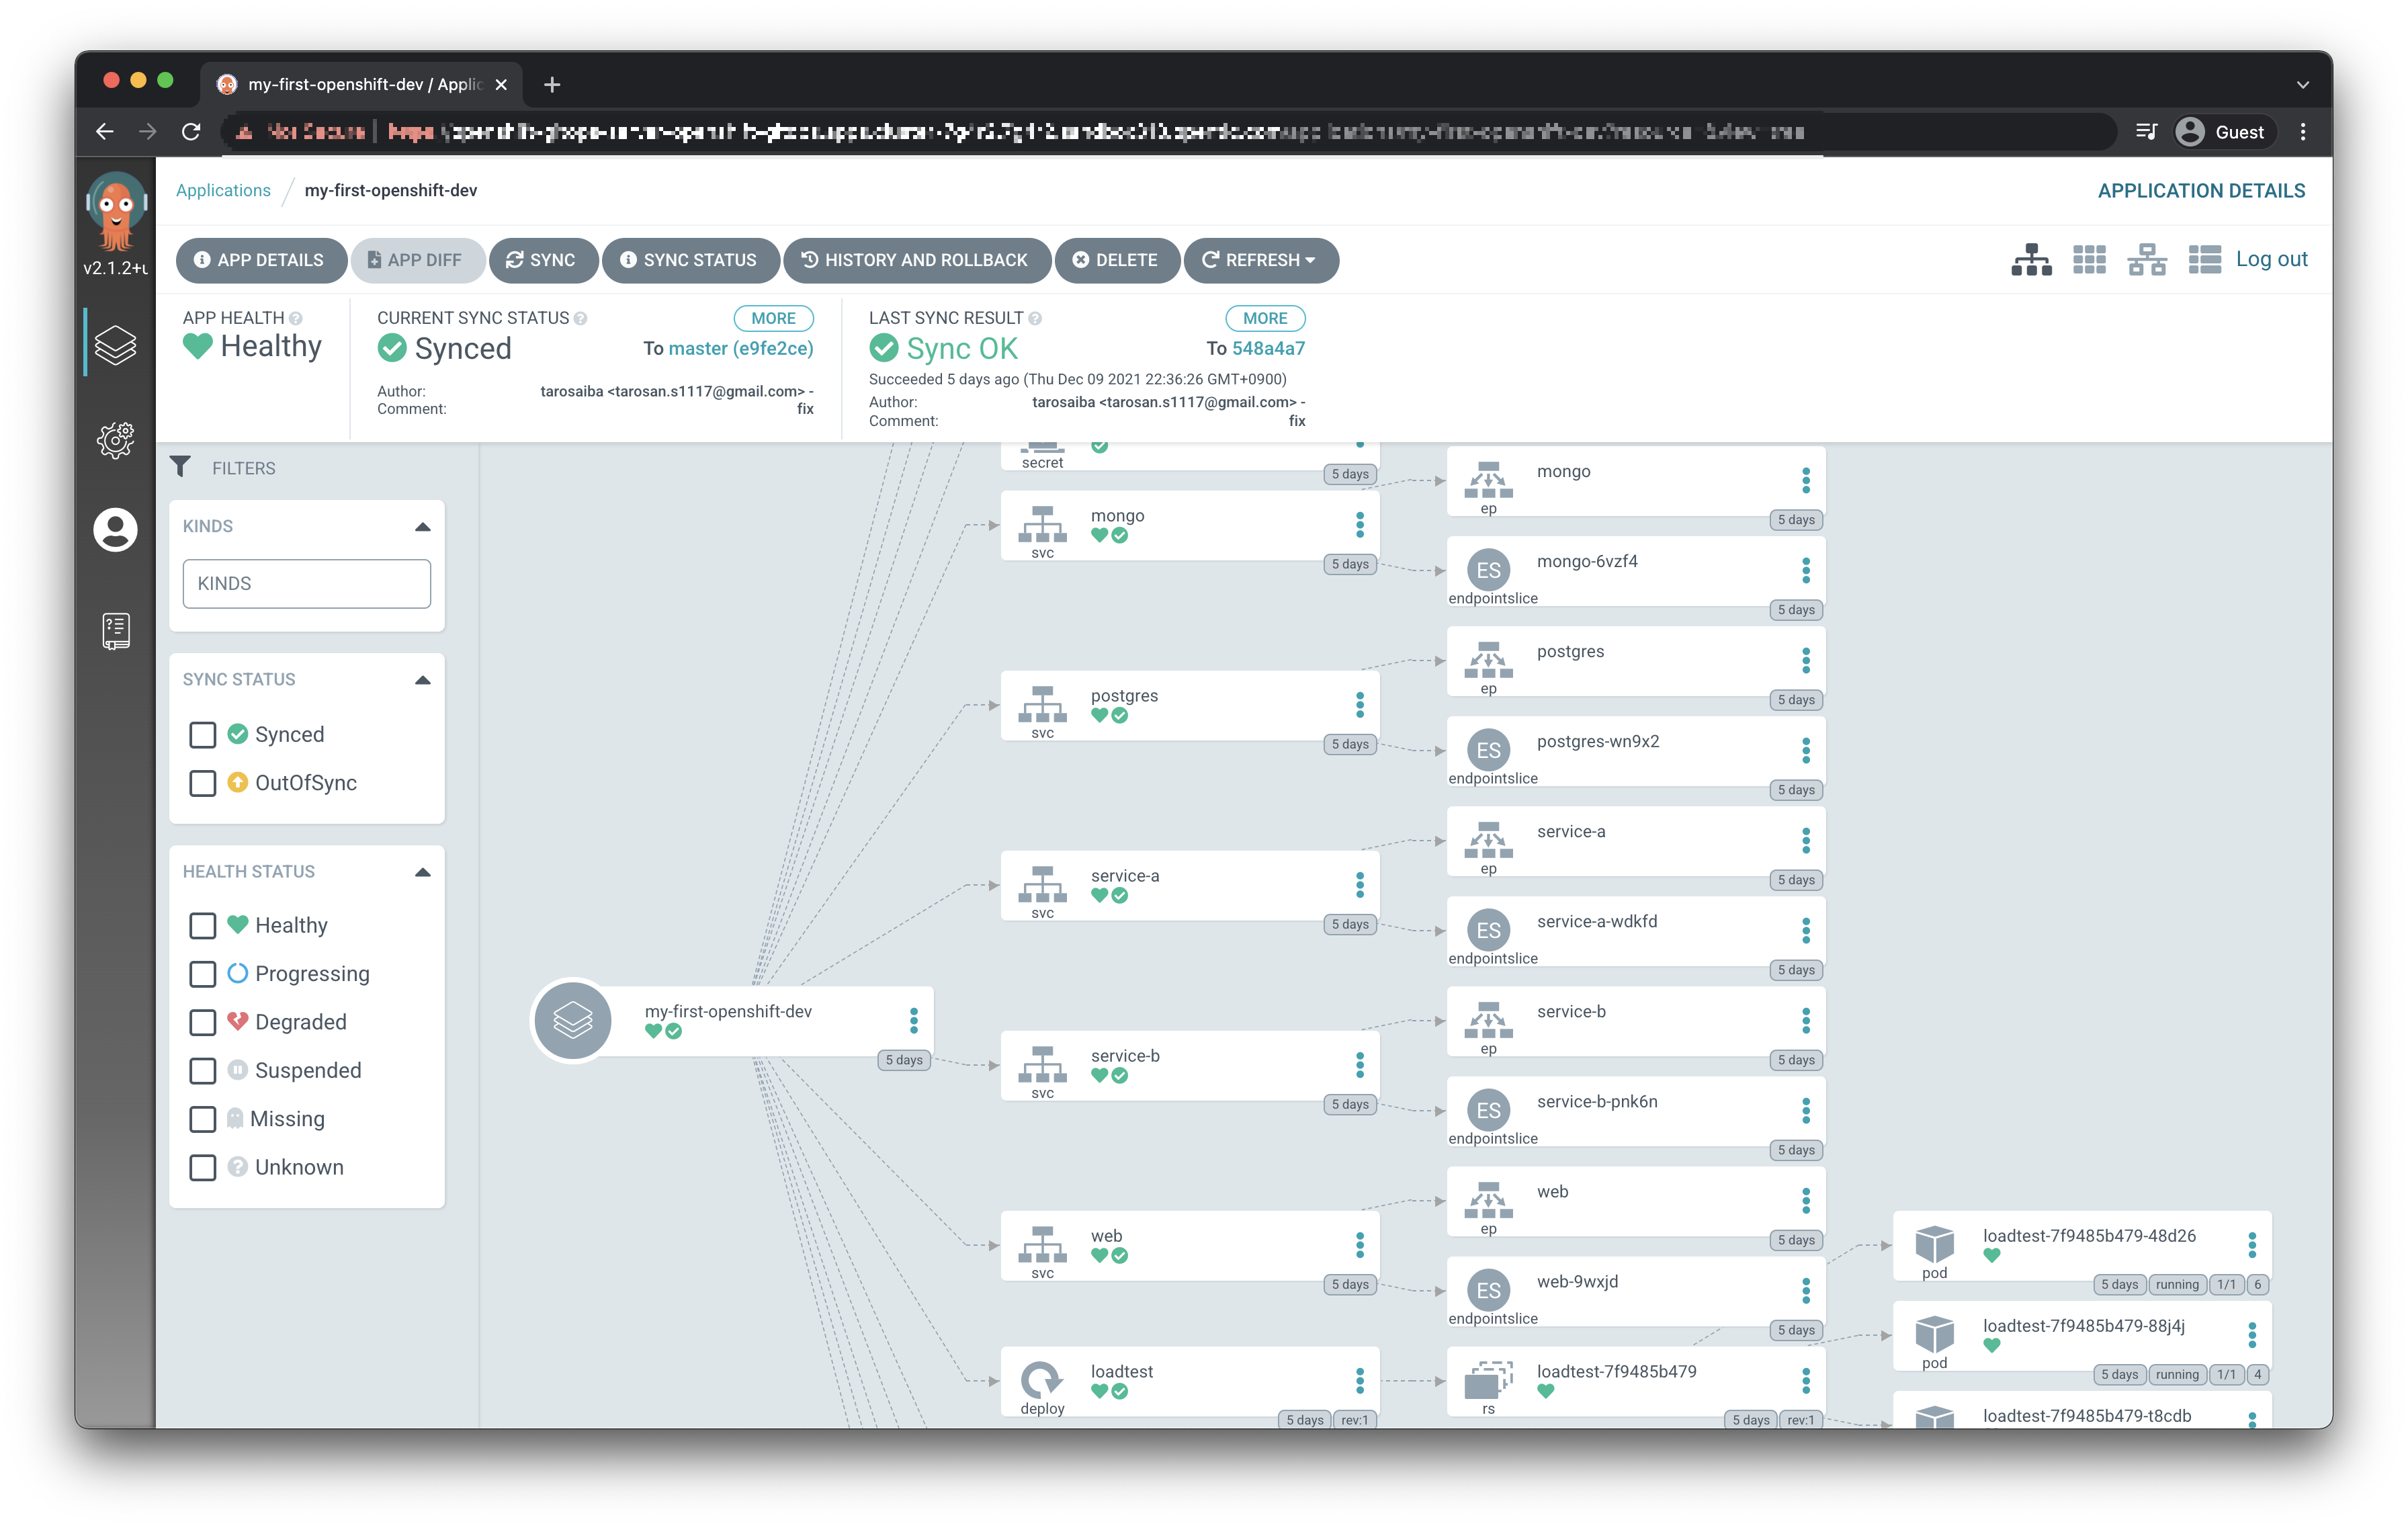 my-first-openshift-dev / Applic
Guest
Applications / my-first-openshift-dev
APPLICATION DETAILS
v2.1.2+u
APP DETAILS
APP DIFF
SYNC
SYNC STATUS
HISTORY AND ROLLBACK
DELETE
REFRESH
Log out
APP HEALTH
Healthy
CURRENT SYNC STATUS
MORE
Synced
To master (e9fe2ce)
Author: tarosaiba <tarosan.s1117@gmail.com> -
Comment: fix
LAST SYNC RESULT
MORE
Sync OK
To 548a4a7
Succeeded 5 days ago (Thu Dec 09 2021 22:36:26 GMT+0900)
Author: tarosaiba <tarosan.s1117@gmail.com> -
Comment: fix
FILTERS
KINDS
KINDS
SYNC STATUS
Synced
OutOfSync
HEALTH STATUS
Healthy
Progressing
Degraded
Suspended
Missing
Unknown
my-first-openshift-dev
5 days
secret
5 days
mongo
svc
5 days
postgres
svc
5 days
service-a
svc
5 days
service-b
svc
5 days
web
svc
5 days
loadtest
deploy
5 days rev:1
mongo
ep
5 days
mongo-6vzf4
ES
endpointslice
5 days
postgres
ep
5 days
postgres-wn9x2
ES
endpointslice
5 days
service-a
ep
5 days
service-a-wdkfd
ES
endpointslice
5 days
service-b
ep
5 days
service-b-pnk6n
ES
endpointslice
5 days
web
ep
5 days
web-9wxjd
ES
endpointslice
5 days
loadtest-7f9485b479
rs
5 days rev:1
loadtest-7f9485b479-48d26
pod
5 days running 1/1 6
loadtest-7f9485b479-88j4j
pod
5 days running 1/1 4
loadtest-7f9485b479-t8cdb